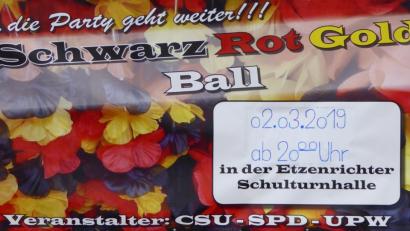 . die Party geht weiter!!!
Schwarz Rot Gold
Ball
02.03.2019
ab 20⁰⁰ Uhr
in der Etzenrichter
Schulturnhalle
Veranstalter: CSU - SPD - UPW